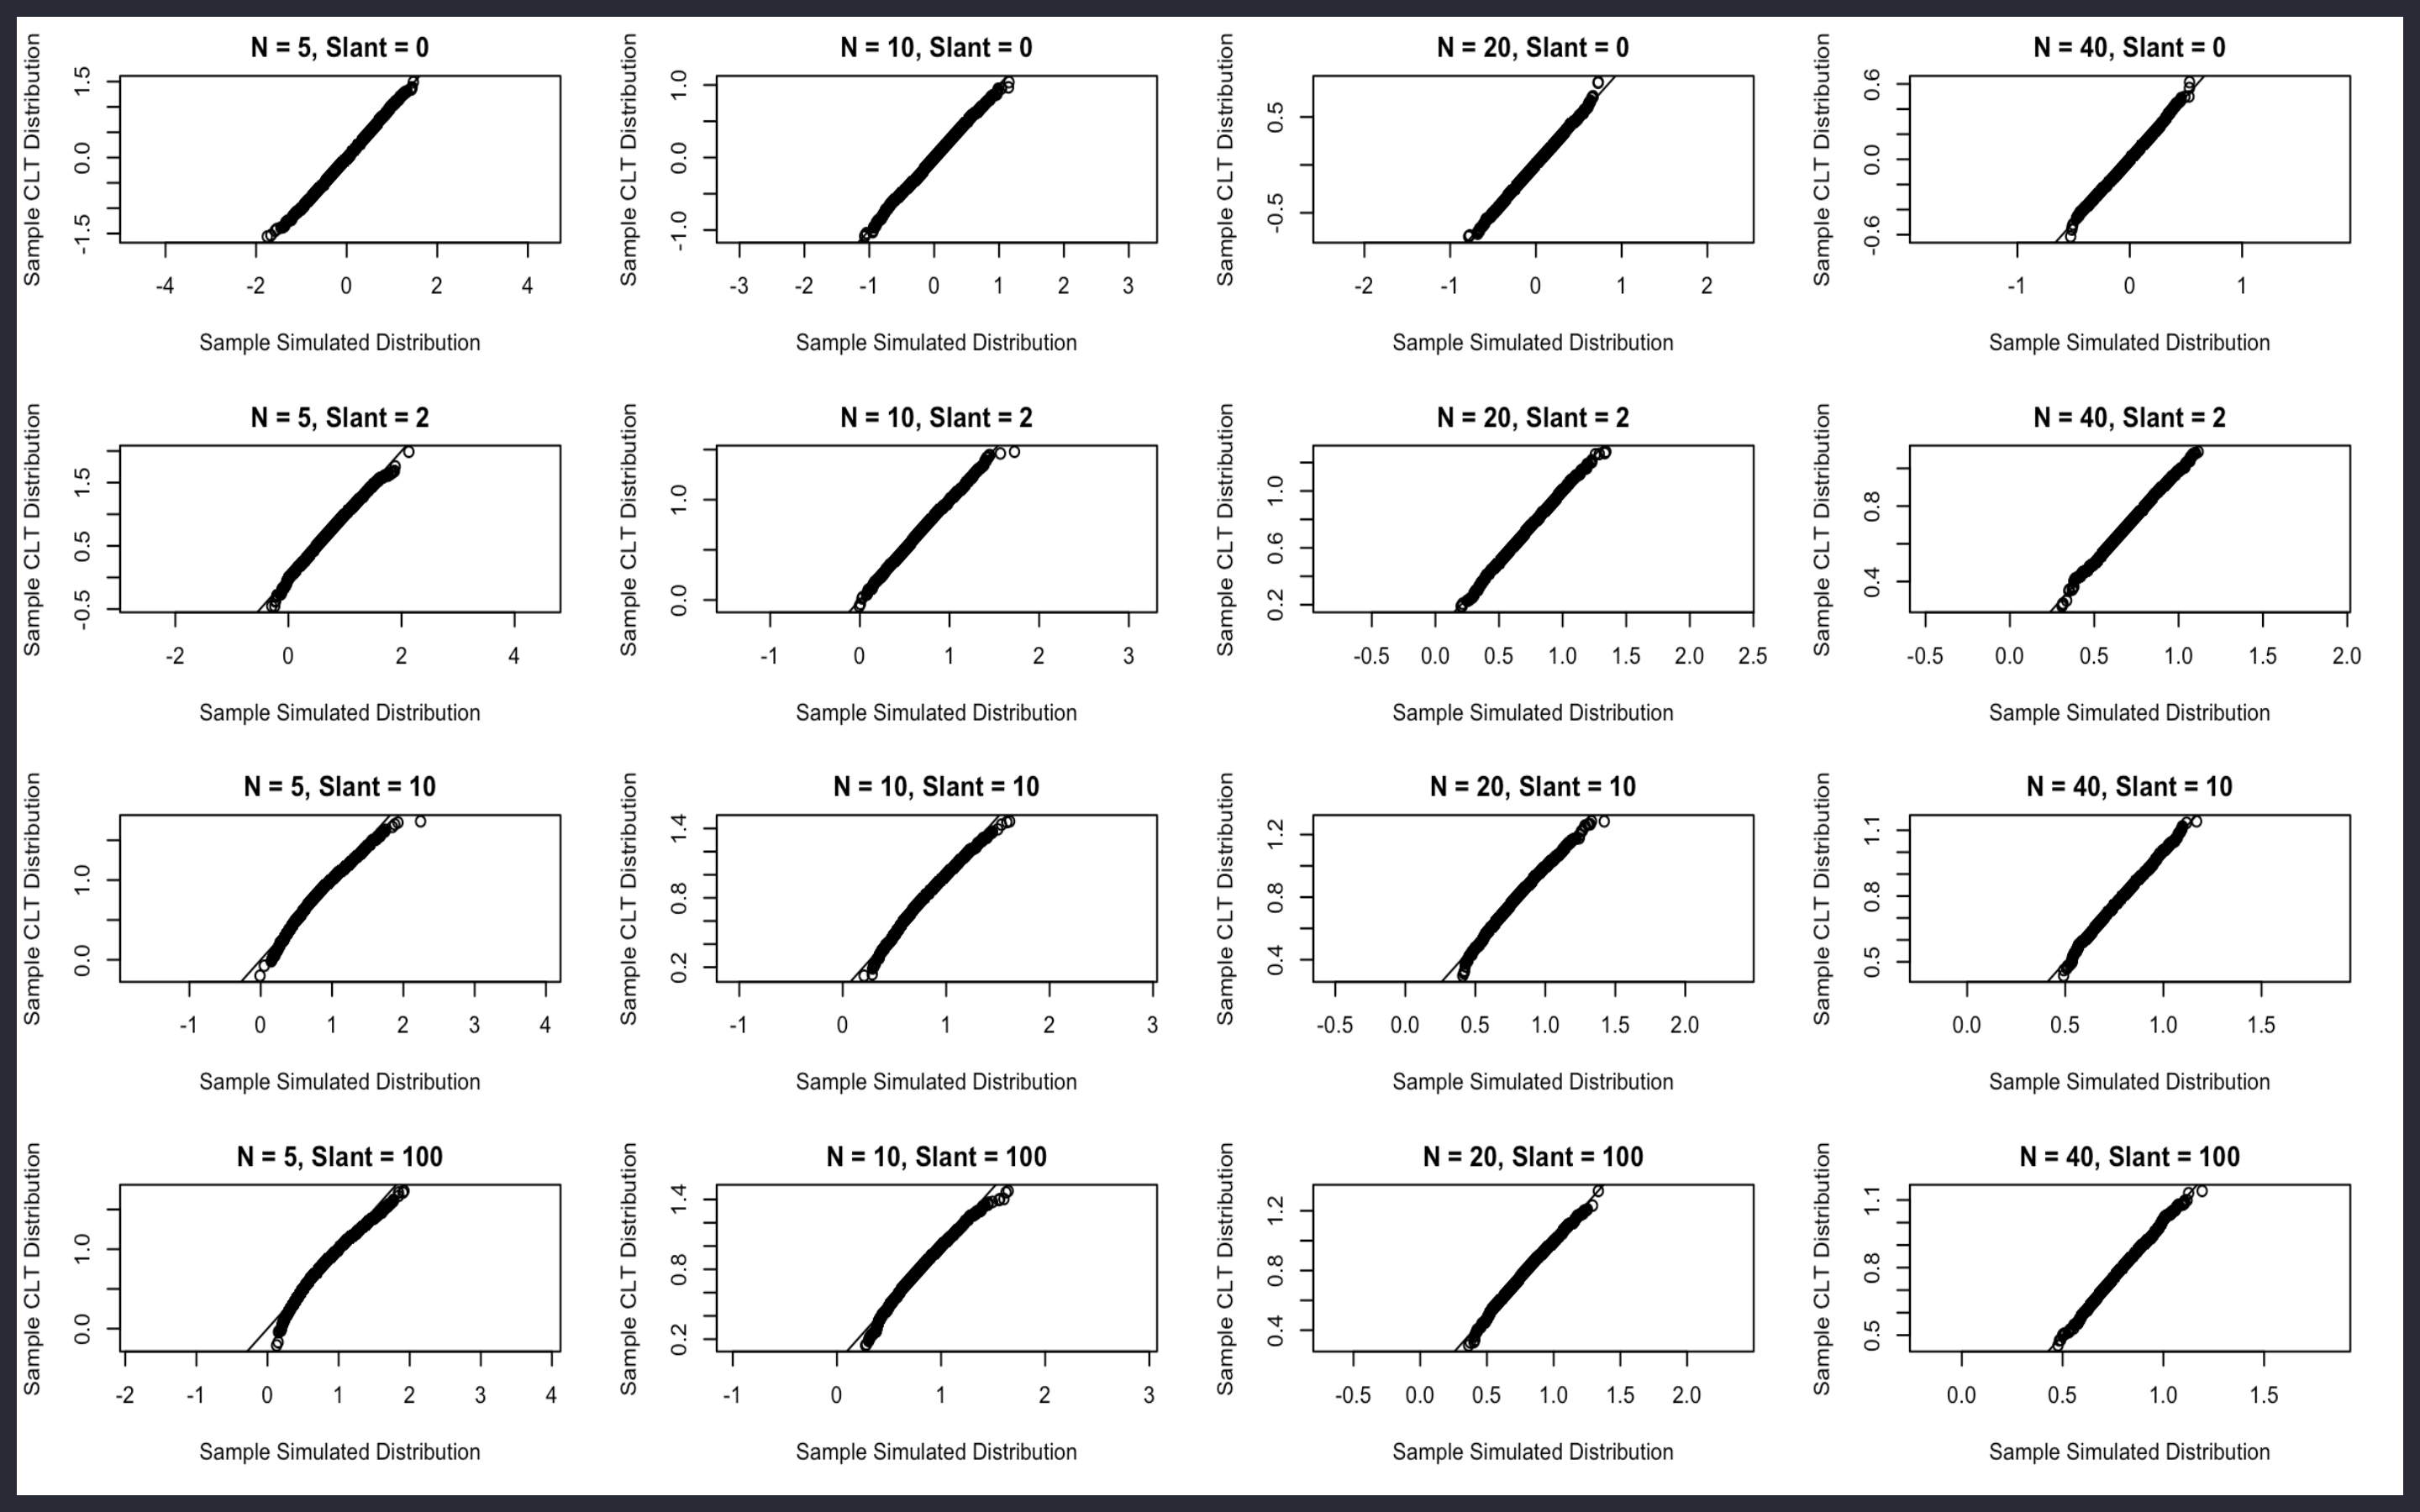 N = 5, Slant = 0
N = 10, Slant = 0
N = 20, Slant = 0
N = 40, Slant = 0
Sample CLT Distribution
-1.5 0.0 1.5
-4 -2 0 2 4
Sample Simulated Distribution
Sample CLT Distribution
-1.0 0.0 1.0
-3 -2 -1 0 1 2 3
Sample Simulated Distribution
Sample CLT Distribution
-0.5 0.5
-2 -1 0 1 2
Sample Simulated Distribution
Sample CLT Distribution
-0.6 0.0 0.6
-1 0 1
Sample Simulated Distribution
N = 5, Slant = 2
N = 10, Slant = 2
N = 20, Slant = 2
N = 40, Slant = 2
Sample CLT Distribution
-0.5 0.5 1.5
-2 0 2 4
Sample Simulated Distribution
Sample CLT Distribution
0.0 1.0
-1 0 1 2 3
Sample Simulated Distribution
Sample CLT Distribution
0.2 0.6 1.0
-0.5 0.0 0.5 1.0 1.5 2.0 2.5
Sample Simulated Distribution
Sample CLT Distribution
0.4 0.8
-0.5 0.0 0.5 1.0 1.5 2.0
Sample Simulated Distribution
N = 5, Slant = 10
N = 10, Slant = 10
N = 20, Slant = 10
N = 40, Slant = 10
Sample CLT Distribution
0.0 1.0
-1 0 1 2 3 4
Sample Simulated Distribution
Sample CLT Distribution
0.2 0.8 1.4
-1 0 1 2 3
Sample Simulated Distribution
Sample CLT Distribution
0.4 0.8 1.2
-0.5 0.0 0.5 1.0 1.5 2.0
Sample Simulated Distribution
Sample CLT Distribution
0.5 0.8 1.1
0.0 0.5 1.0 1.5
Sample Simulated Distribution
N = 5, Slant = 100
N = 10, Slant = 100
N = 20, Slant = 100
N = 40, Slant = 100
Sample CLT Distribution
0.0 1.0
-2 -1 0 1 2 3 4
Sample Simulated Distribution
Sample CLT Distribution
0.2 0.8 1.4
-1 0 1 2 3
Sample Simulated Distribution
Sample CLT Distribution
0.4 0.8 1.2
-0.5 0.0 0.5 1.0 1.5 2.0
Sample Simulated Distribution
Sample CLT Distribution
0.5 0.8 1.1
0.0 0.5 1.0 1.5
Sample Simulated Distribution